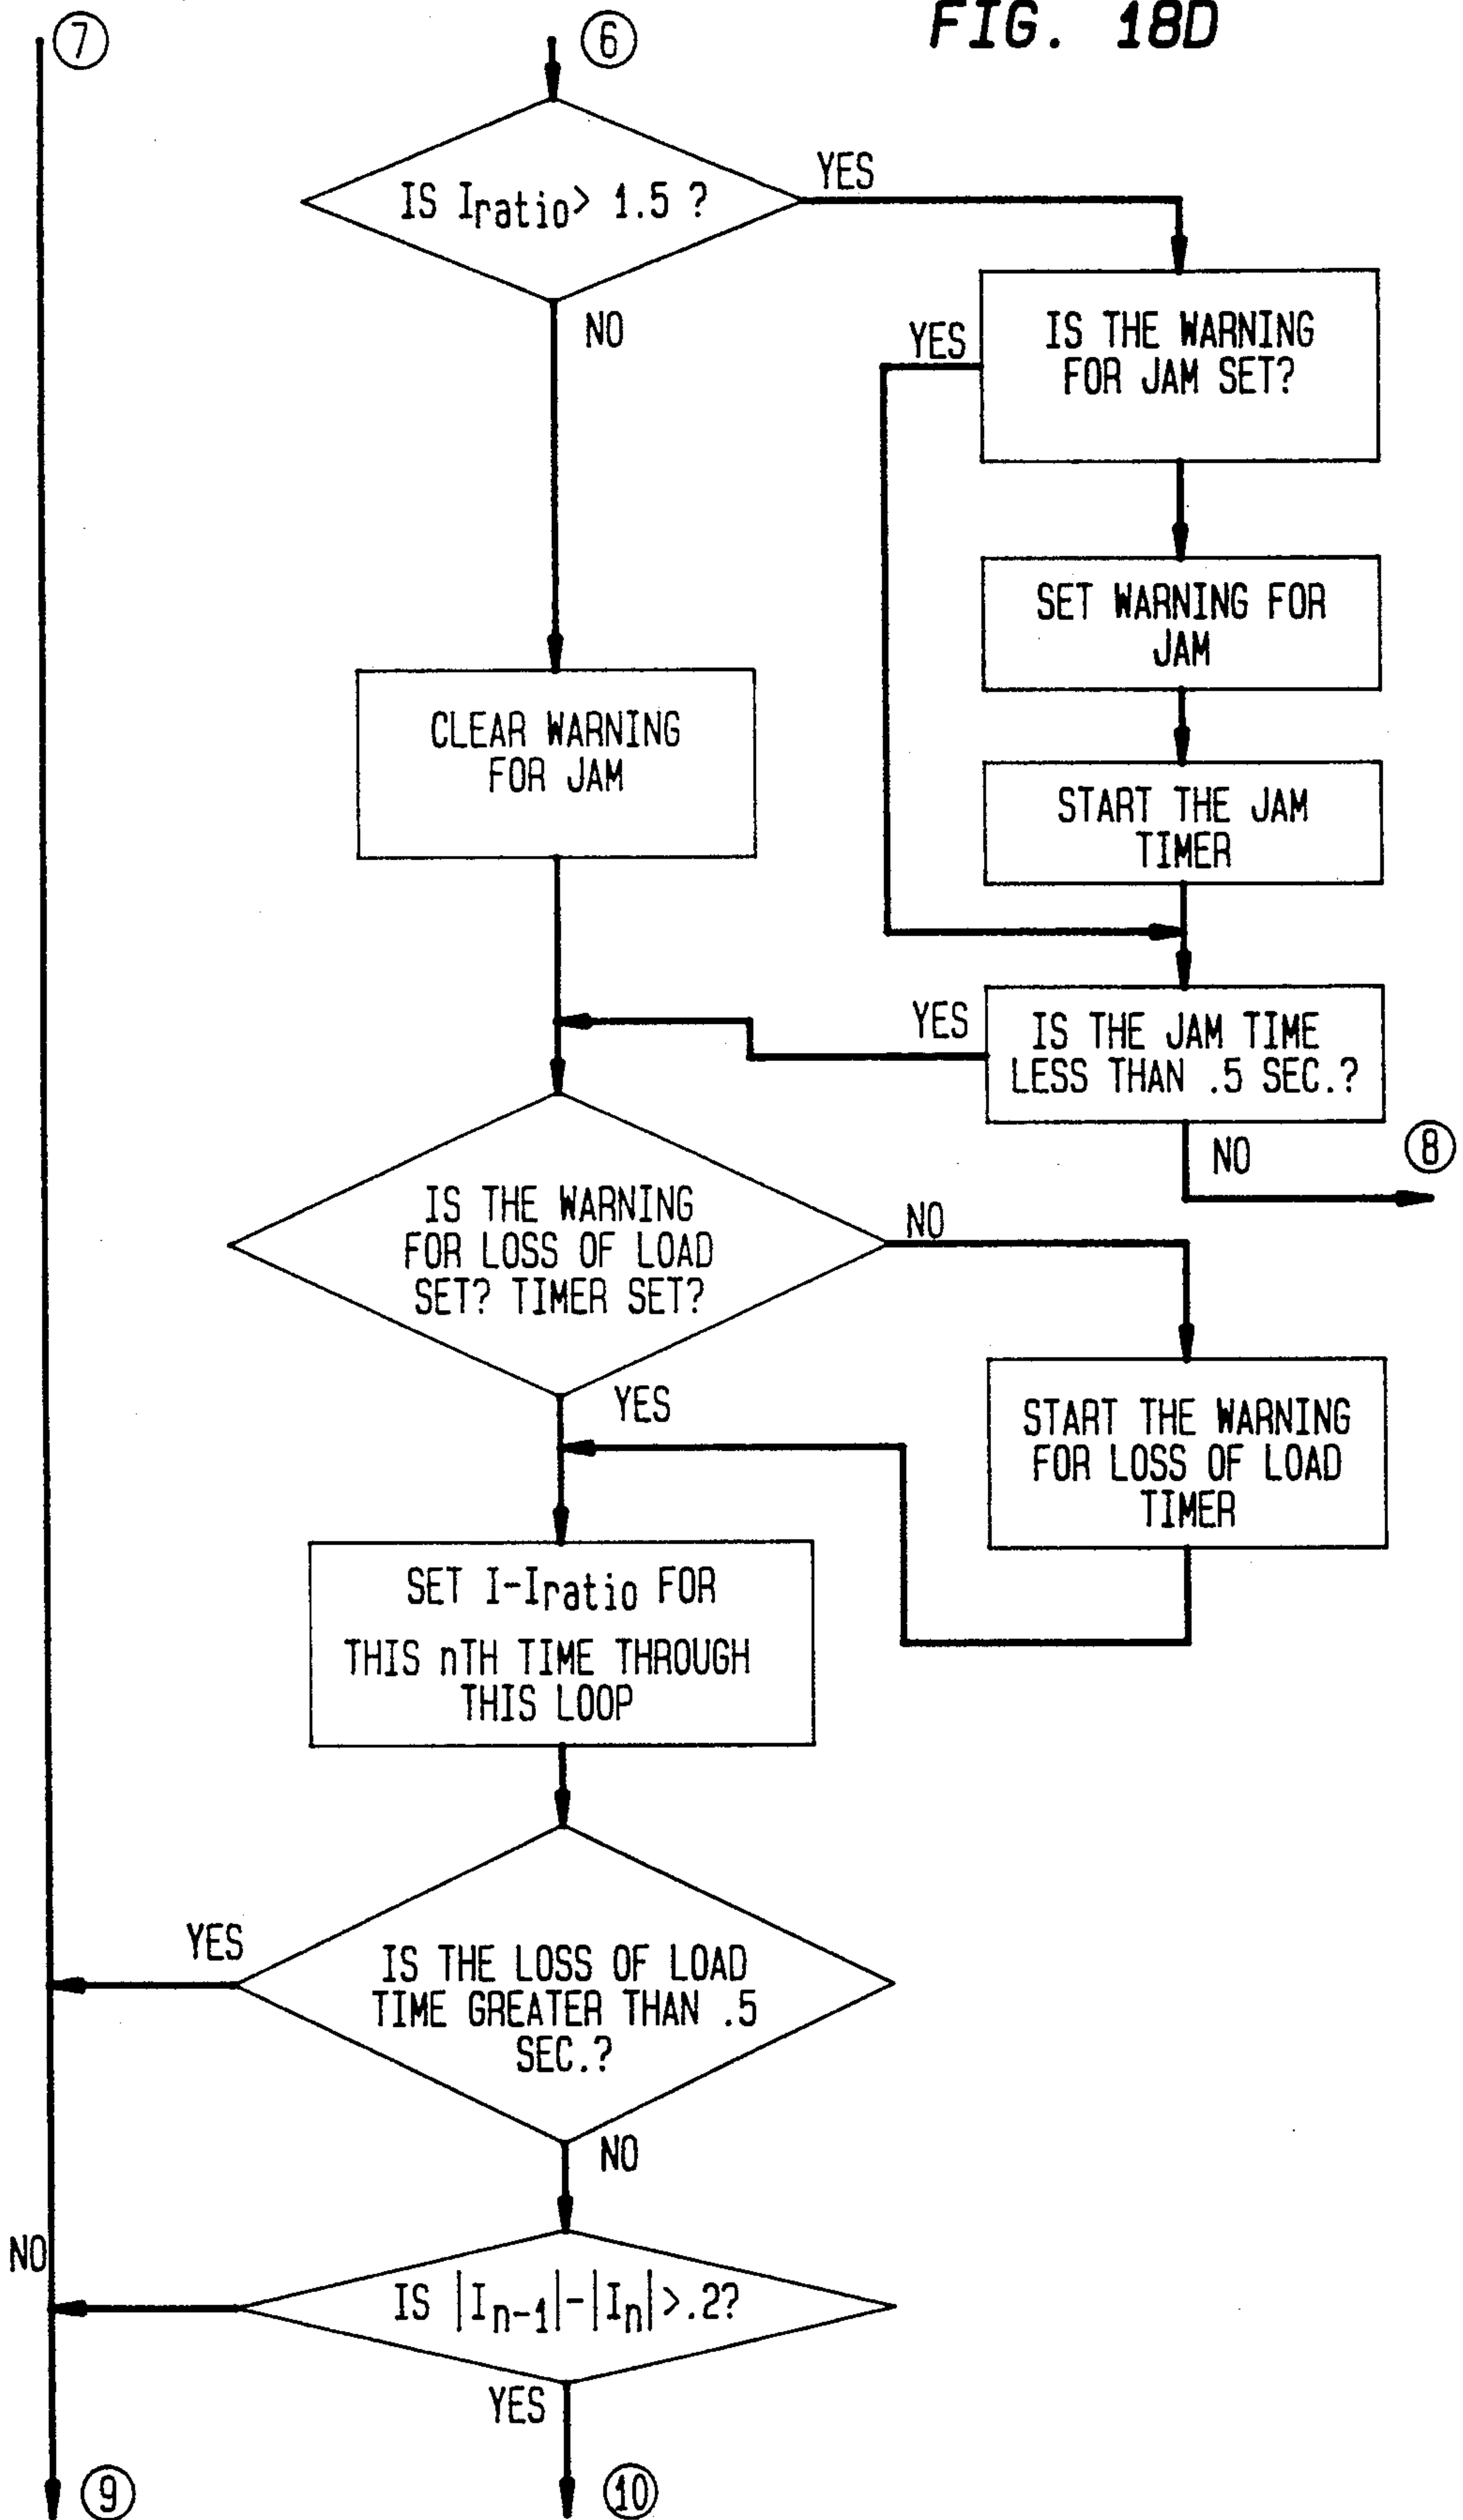 FIG. 18D
7
6
IS Iratio> 1.5 ?
YES
NO
IS THE WARNING
FOR JAM SET?
YES
SET WARNING FOR
JAM
CLEAR WARNING
FOR JAM
START THE JAM
TIMER
YES
IS THE JAM TIME
LESS THAN .5 SEC.?
NO
8
IS THE WARNING
FOR LOSS OF LOAD
SET? TIMER SET?
NO
YES
START THE WARNING
FOR LOSS OF LOAD
TIMER
SET I-Iratio FOR
THIS nTH TIME THROUGH
THIS LOOP
YES
IS THE LOSS OF LOAD
TIME GREATER THAN .5
SEC.?
NO
NO
IS |In-1|-|In|>.2?
YES
9
10